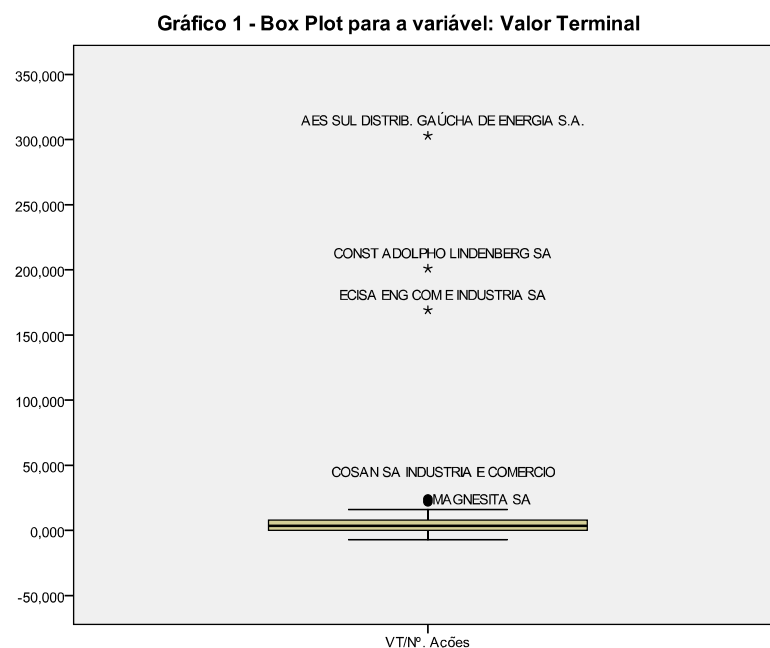 Gráfico 1 - Box Plot para a variável: Valor Terminal
350,000
300,000
250,000
200,000
150,000
100,000
50,000
0,000
-50,000
AES SUL DISTRIB. GAÚCHA DE ENERGIA S.A.
CONST ADOLPHO LINDENBERG SA
ECISA ENG COM E INDUSTRIA SA
COSAN SA INDUSTRIA E COMERCIO
MAGNESITA SA
VT/Nº. Acões